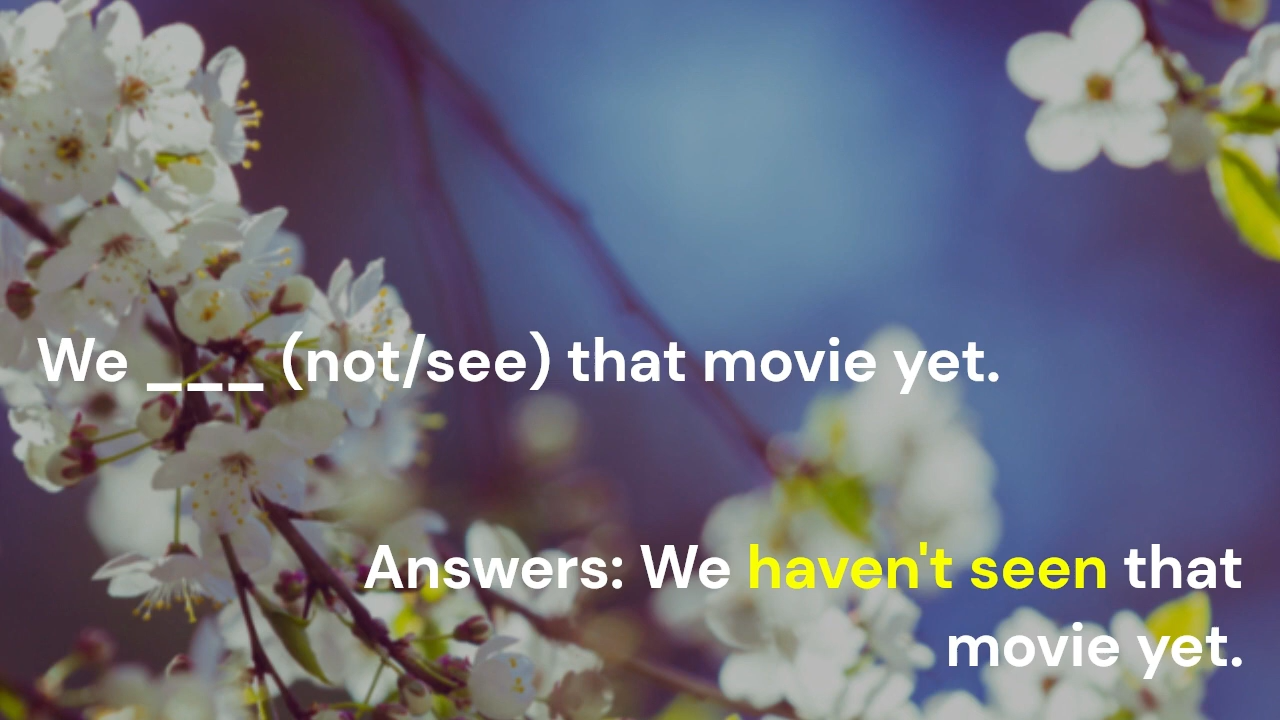 We ___ (not/see) that movie yet.
Answers: We haven't seen that
movie yet.